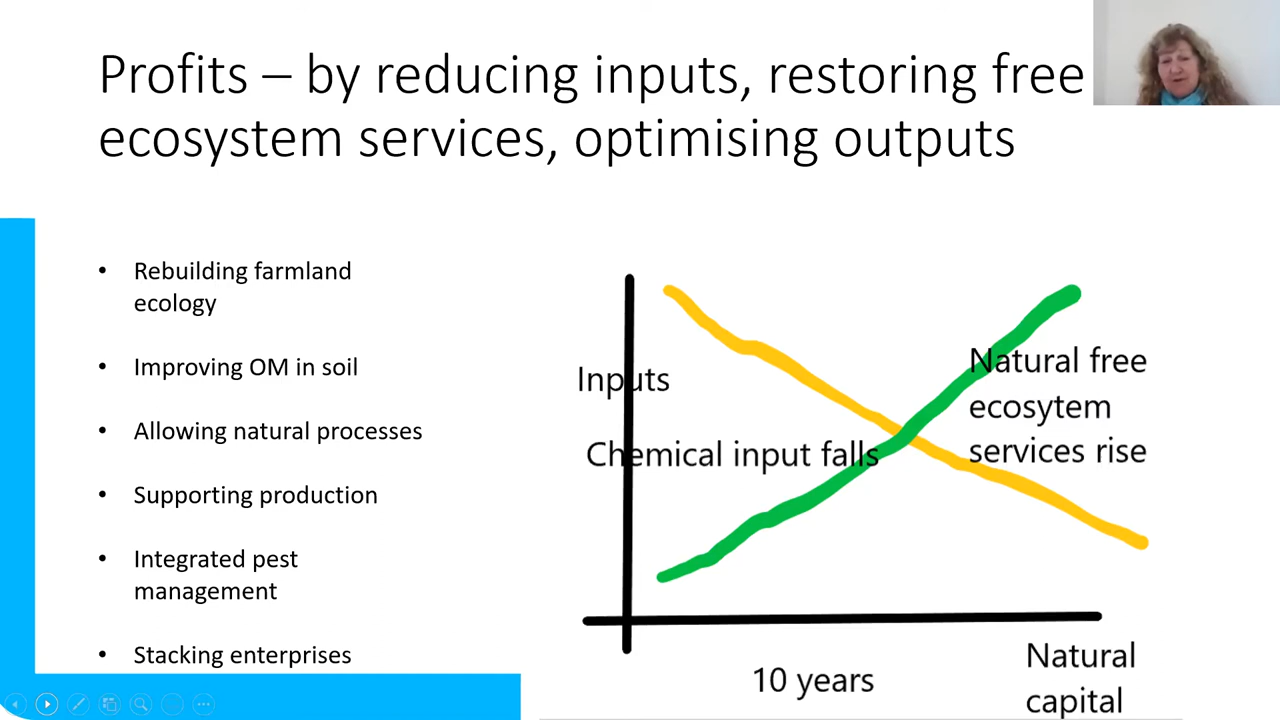 Profits – by reducing inputs, restoring free
ecosystem services, optimising outputs
• Rebuilding farmland
ecology
• Improving OM in soil
• Allowing natural processes
• Supporting production
• Integrated pest
management
• Stacking enterprises
Inputs
Chemical input falls
Natural free
ecosytem
services rise
10 years
Natural
capital